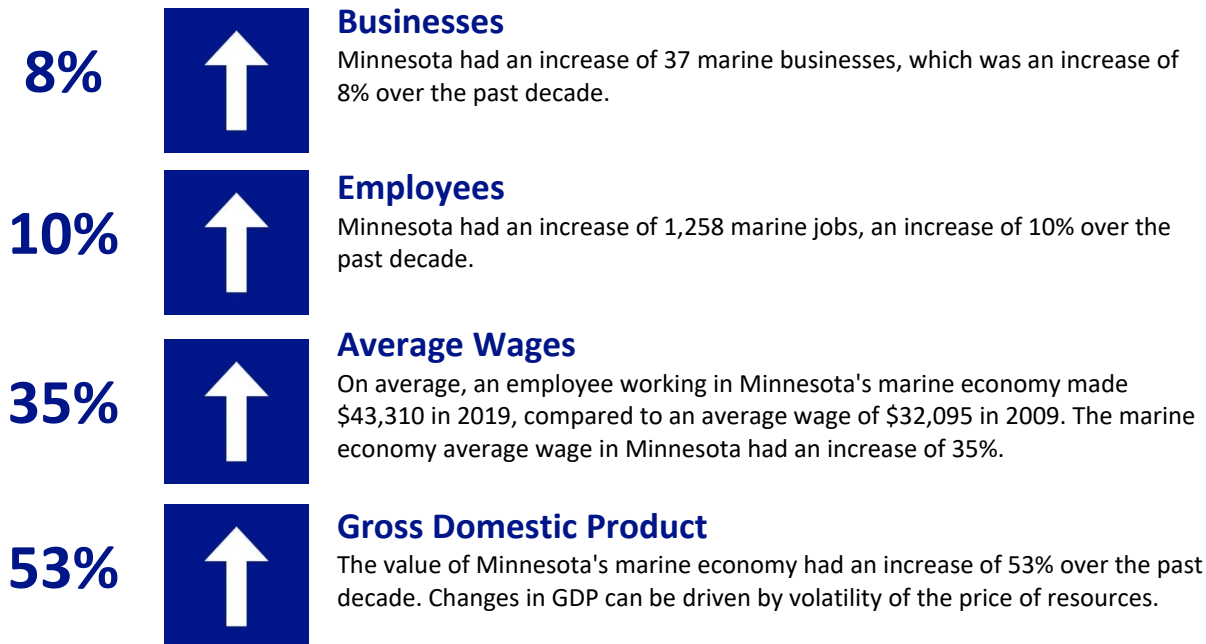 8%
Businesses
Minnesota had an increase of 37 marine businesses, which was an increase of
8% over the past decade.
10%
Employees
Minnesota had an increase of 1,258 marine jobs, an increase of 10% over the
past decade.
35%
Average Wages
On average, an employee working in Minnesota's marine economy made
$43,310 in 2019, compared to an average wage of $32,095 in 2009. The marine
economy average wage in Minnesota had an increase of 35%.
53%
Gross Domestic Product
The value of Minnesota's marine economy had an increase of 53% over the past
decade. Changes in GDP can be driven by volatility of the price of resources.